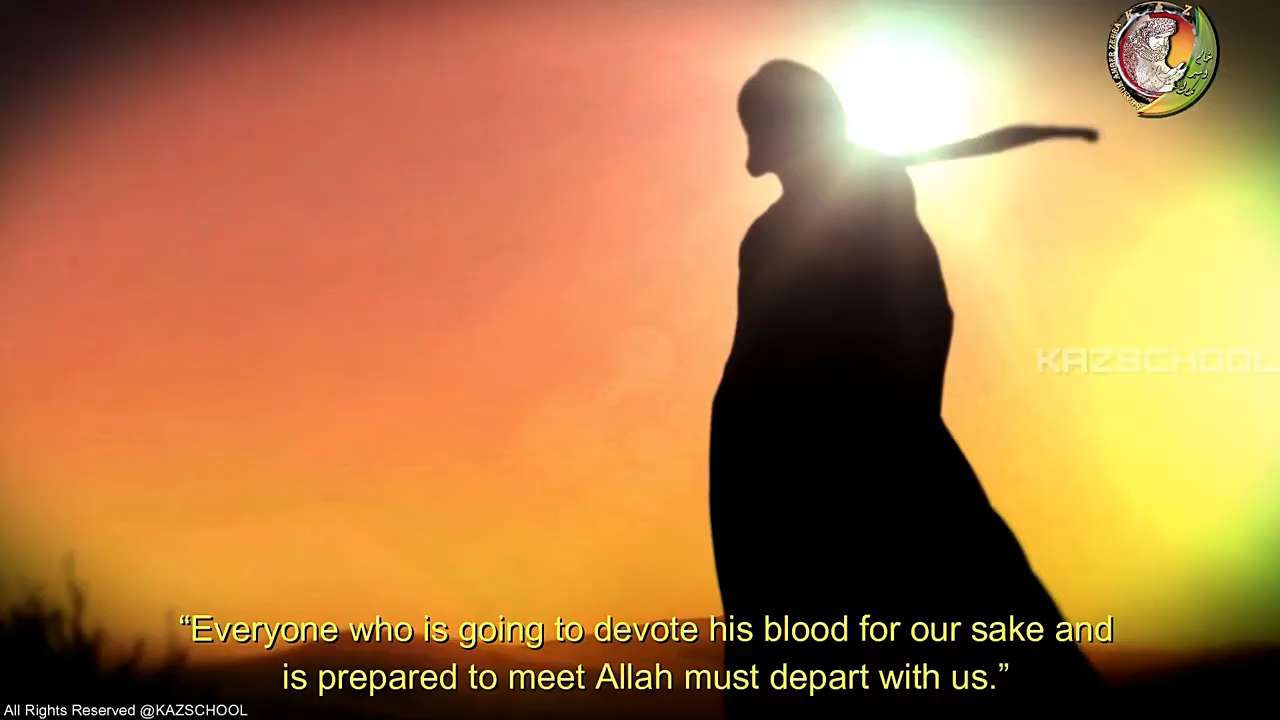 K A Z
KAZSCHOOL
“Everyone who is going to devote his blood for our sake and
is prepared to meet Allah must depart with us.”
All Rights Reserved @KAZSCHOOL